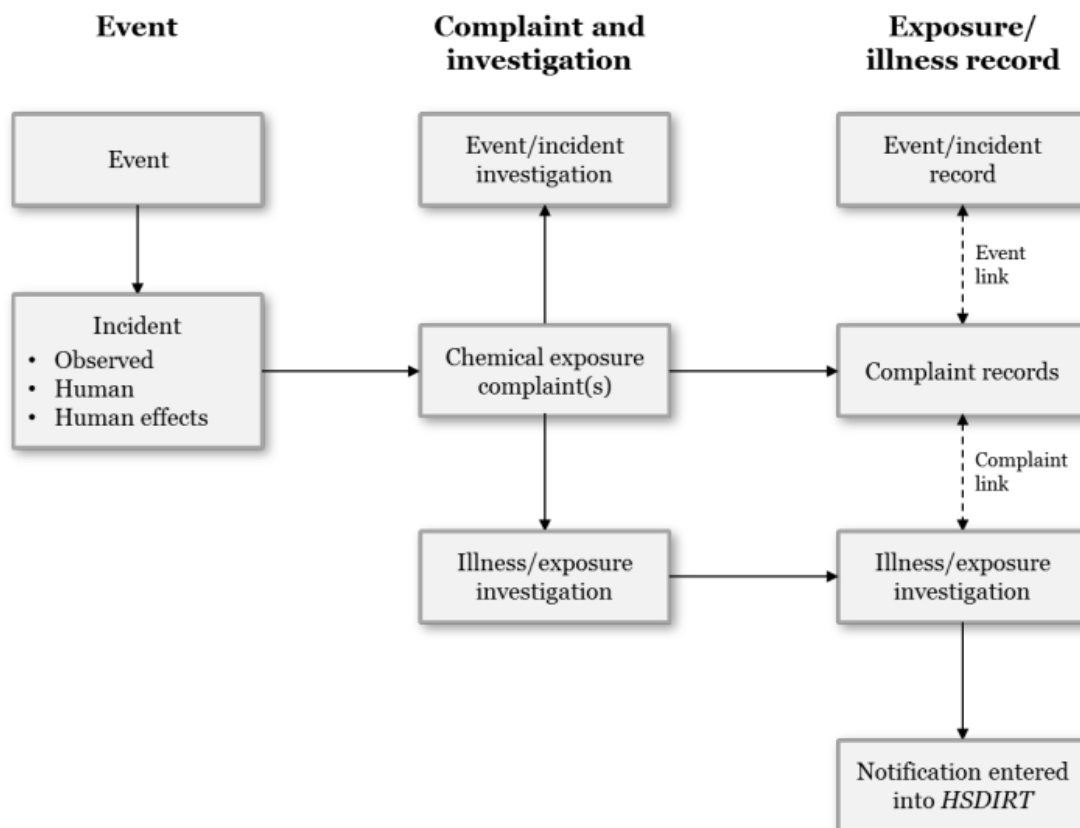 Event
Complaint and
investigation
Exposure/
illness record
Event
Event/incident
investigation
Event/incident
record
Event
link
Incident
• Observed
• Human
• Human effects
Chemical exposure
complaint(s)
Complaint records
Complaint
link
Illness/exposure
investigation
Illness/exposure
investigation
Notification entered
into HSDIRT